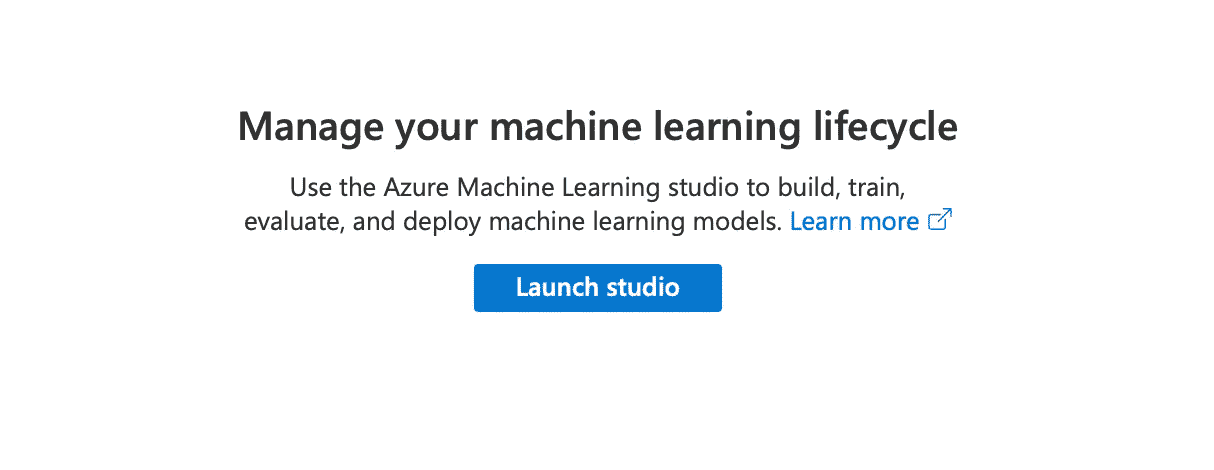 Manage your machine learning lifecycle
Use the Azure Machine Learning studio to build, train,
evaluate, and deploy machine learning models. Learn more
Launch studio